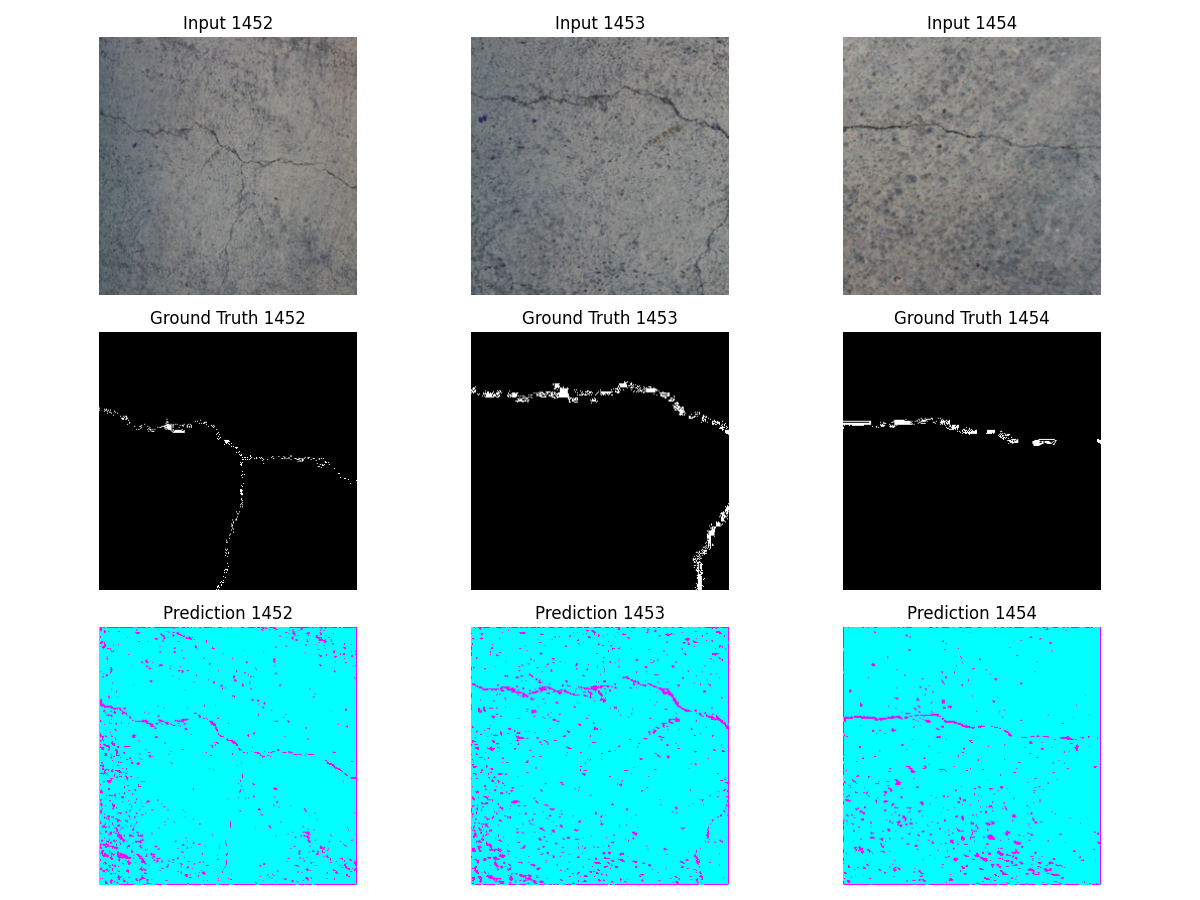 Input 1452
Input 1453
Input 1454
Ground Truth 1452
Ground Truth 1453
Ground Truth 1454
Prediction 1452
Prediction 1453
Prediction 1454